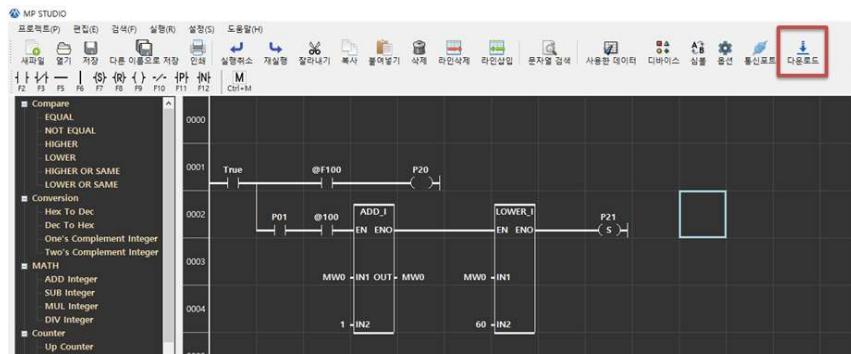 MP STUDIO
프로젝트(P) 편집(E) 검색(F) 실행(R) 설정(S) 도움말(H)
새파일 열기 저장 다른 이름으로 저장 인쇄 실행취소 재실행 잘라내기 복사 붙여넣기 삭제 라인삭제 라인삽입 문자열 검색 사용한 데이터 디바이스 심볼 옵션 통신포트 다운로드
{S} {R} { } {P} {N} M
F2 F3 F5 F6 F7 F8 F9 F10 F11 F12 Ctrl+M
Compare
EQUAL
NOT EQUAL
HIGHER
LOWER
HIGHER OR SAME
LOWER OR SAME
Conversion
Hex To Dec
Dec To Hex
One's Complement Integer
Two's Complement Integer
MATH
ADD Integer
SUB Integer
MUL Integer
DIV Integer
Counter
Up Counter
0000
0001 True @F100 P20
0002 P01 @100 ADD_I LOWER_I P21
EN ENO EN ENO S
0003
MW0 IN1 OUT MW0 MW0 IN1
0004
1 IN2 60 IN2